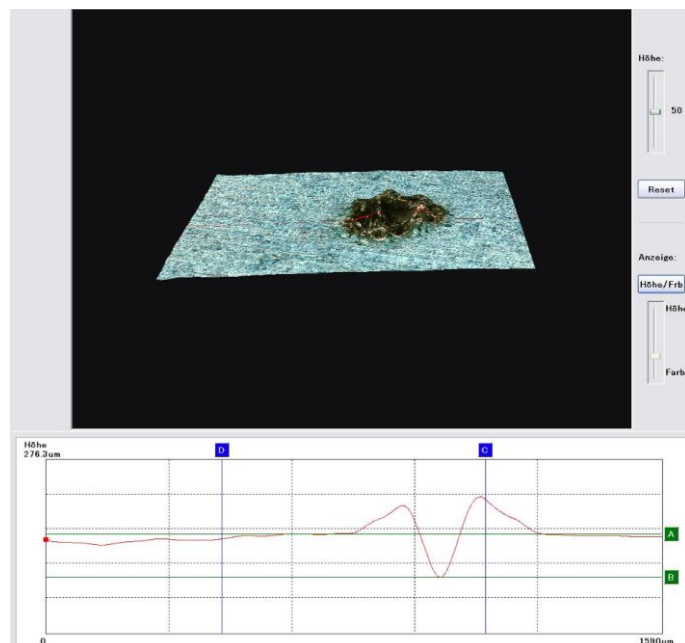 Höhe:
50
Reset
Anzeige:
Höhe/Frb
Höhe
Farb
Höhe
276.3um
D
C
A
B
0
1590um